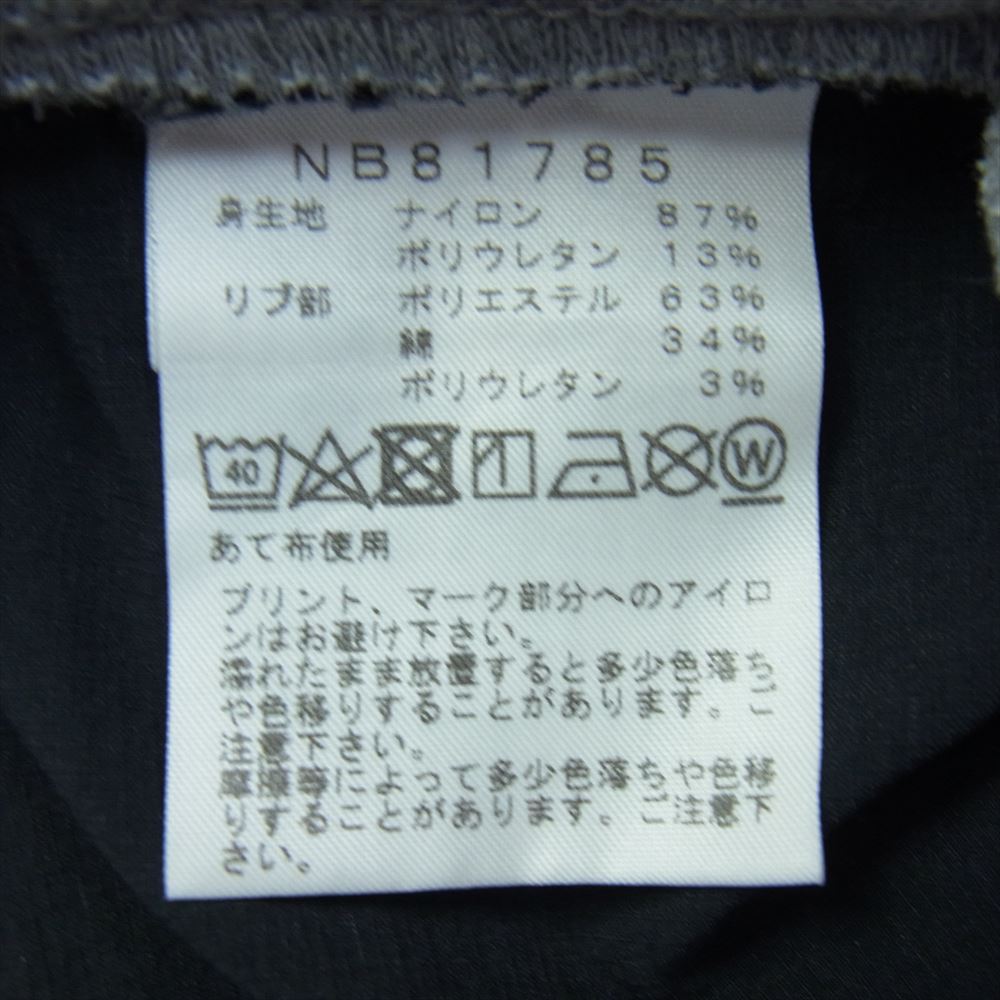 NB81785
身生地 ナイロン 87%
ポリウレタン 13%
リブ部 ポリエステル 63%
綿 34%
ポリウレタン 3%
40 W
あて布使用
プリント、マーク部分へのアイロ
ンはお避け下さい。
濡れたまま放置すると多少色落ち
や色移りすることがあります。ご
注意下さい。
摩擦等によって多少色落ちや色移
りすることがあります。ご注意下
さい。